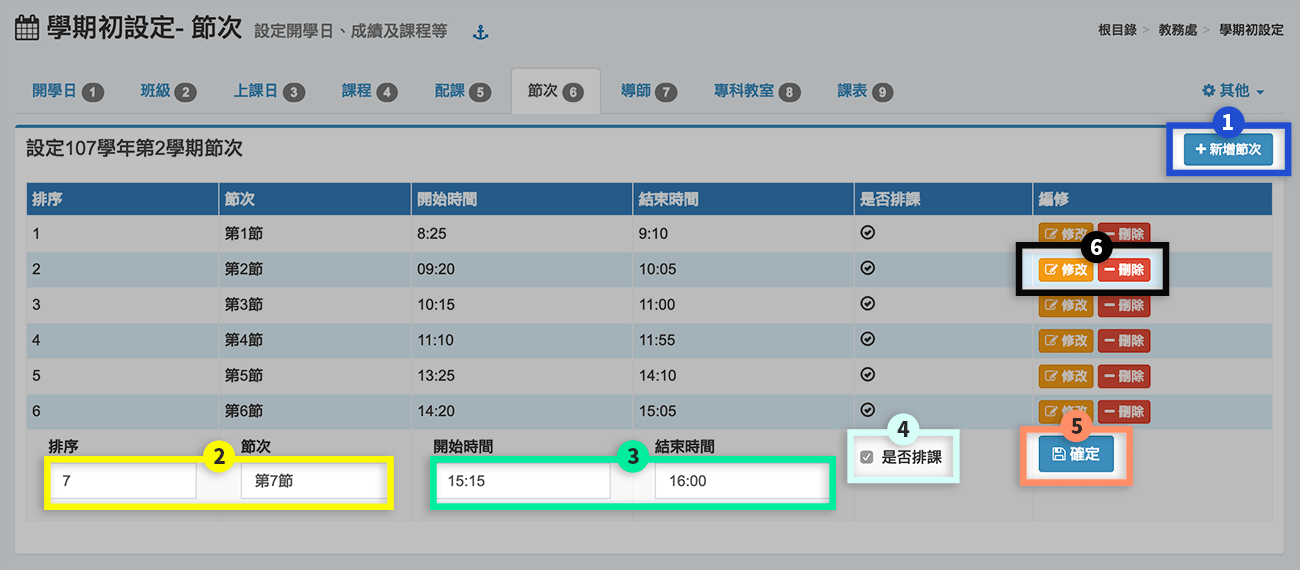 學期初設定- 節次 設定開學日、成績及課程等
根目錄 > 教務處 > 學期初設定
開學日 1 班級 2 上課日 3 課程 4 配課 5 節次 6 導師 7 專科教室 8 課表 9 其他
1
設定107學年第2學期節次
+ 新增節次
排序 節次 開始時間 結束時間 是否排課 編修
1 第1節 8:25 9:10 修改 刪除
6
2 第2節 09:20 10:05 修改 刪除
3 第3節 10:15 11:00 修改 刪除
4 第4節 11:10 11:55 修改 刪除
5 第5節 13:25 14:10 修改 刪除
6 第6節 14:20 15:05 修改 刪除
排序 2 節次 開始時間 3 結束時間 4 5
7 第7節 15:15 16:00 是否排課 確定